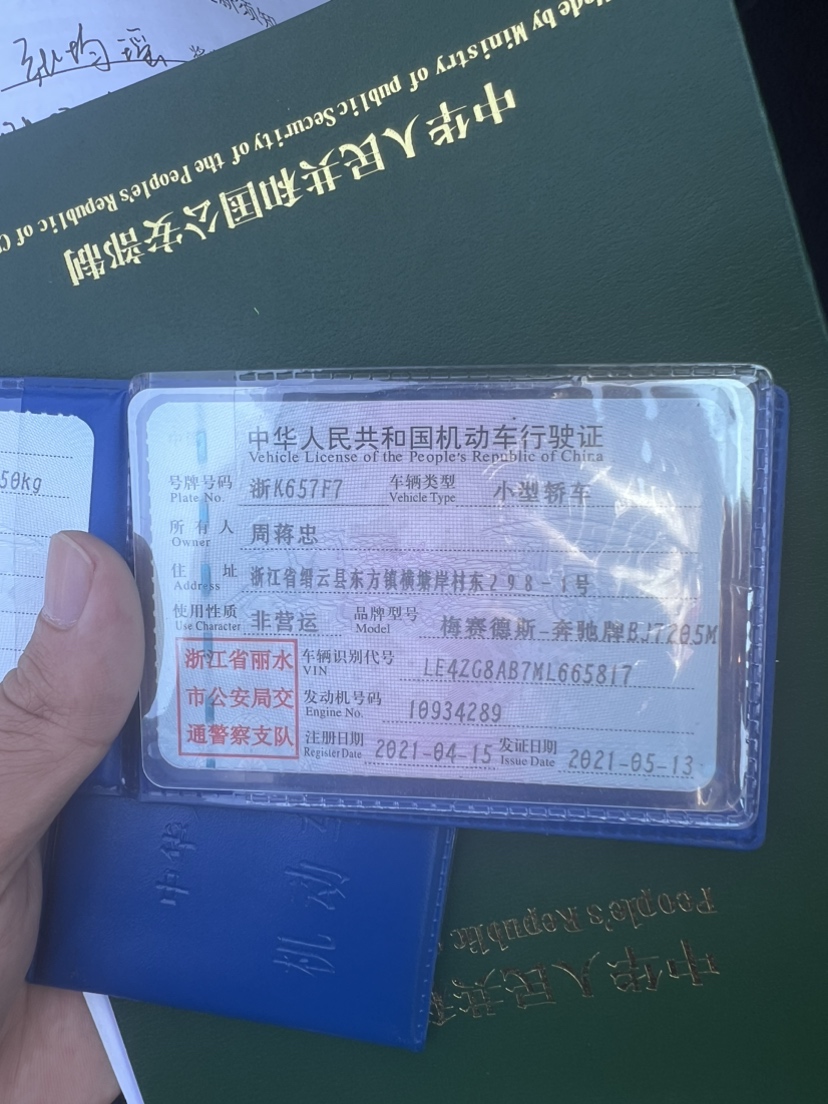 Made by Ministry of public Security of the People's Republic of C
中华人民共和国公安部制
50kg
中华人民共和国机动车行驶证
Vehicle License of the People's Republic of China
号牌号码 浙K657F7 车辆类型 小型轿车
Plate No. Vehicle Type
所有人 周蒋忠
Owner
住址 浙江省缙云县东方镇横塘岸村东298-1号
Address
使用性质 非营运 品牌型号 梅赛德斯-奔驰牌BJ7205M
Use Character Model
浙江省丽水
市公安局交
通警察支队
车辆识别代号 LE4ZG8AB7ML665817
VIN
发动机号码 10934289
Engine No.
注册日期 2021-04-15 发证日期 2021-05-13
Register Date Issue Date
中华
机动车
People's Republic
中华人民共和